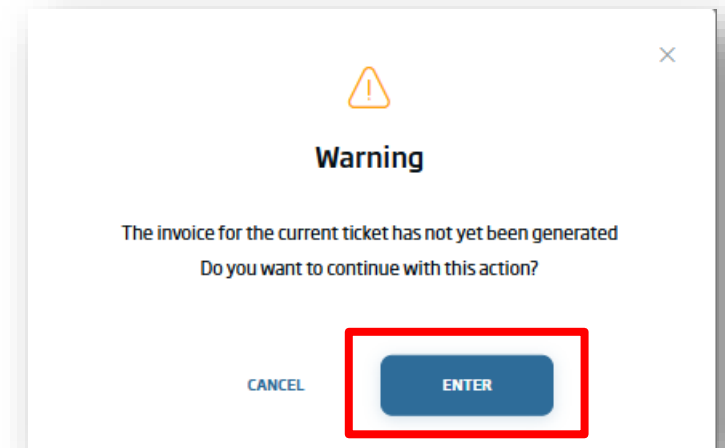 Warning
The invoice for the current ticket has not yet been generated
Do you want to continue with this action?
CANCEL ENTER